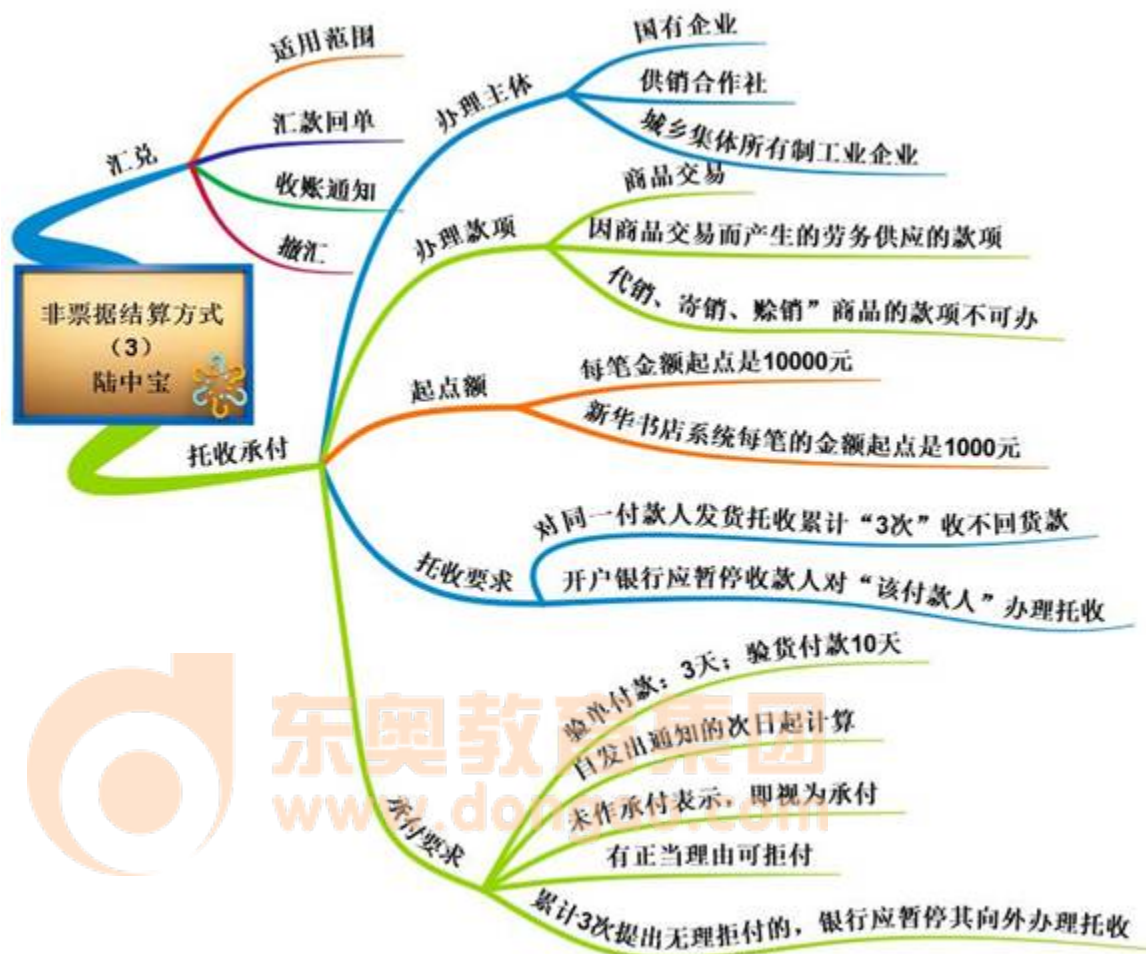 适用范围
汇款回单
收账通知
撤汇
汇兑
非票据结算方式
（3）
陆中宝
托收承付
办理主体
国有企业
供销合作社
城乡集体所有制工业企业
办理款项
商品交易
因商品交易而产生的劳务供应的款项
代销、寄销、赊销”商品的款项不可办
起点额
每笔金额起点是10000元
新华书店系统每笔的金额起点是1000元
托收要求
对同一付款人发货托收累计“3次”收不回货款
开户银行应暂停收款人对“该付款人”办理托收
承付要求
验单付款：3天；验货付款10天
自发出通知的次日起计算
未作承付表示，即视为承付
有正当理由可拒付
累计3次提出无理拒付的，银行应暂停其向外办理托收
东奥教育集团
www.dongao.com